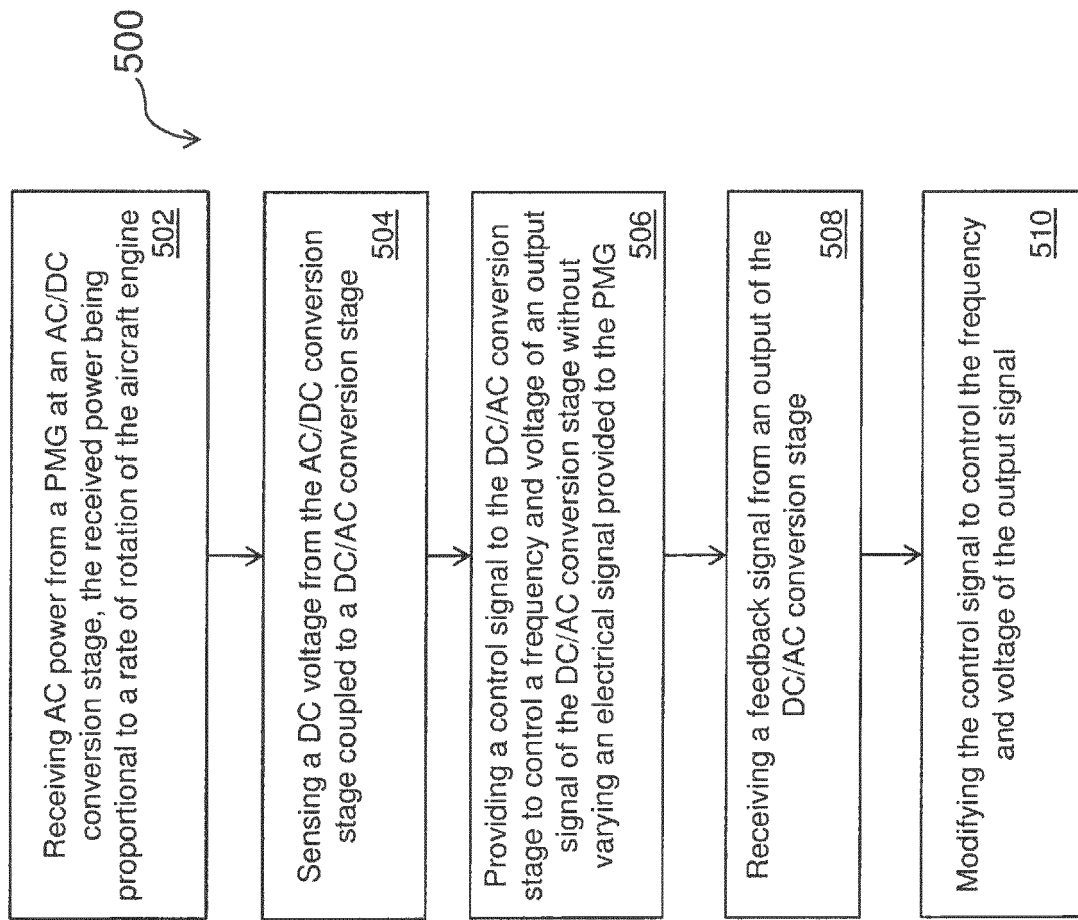 500
Receiving AC power from a PMG at an AC/DC
conversion stage, the received power being
proportional to a rate of rotation of the aircraft engine
502
Sensing a DC voltage from the AC/DC conversion
stage coupled to a DC/AC conversion stage
504
Providing a control signal to the DC/AC conversion
stage to control a frequency and voltage of an output
signal of the DC/AC conversion stage without
varying an electrical signal provided to the PMG
506
Receiving a feedback signal from an output of the
DC/AC conversion stage
508
Modifying the control signal to control the frequency
and voltage of the output signal
510